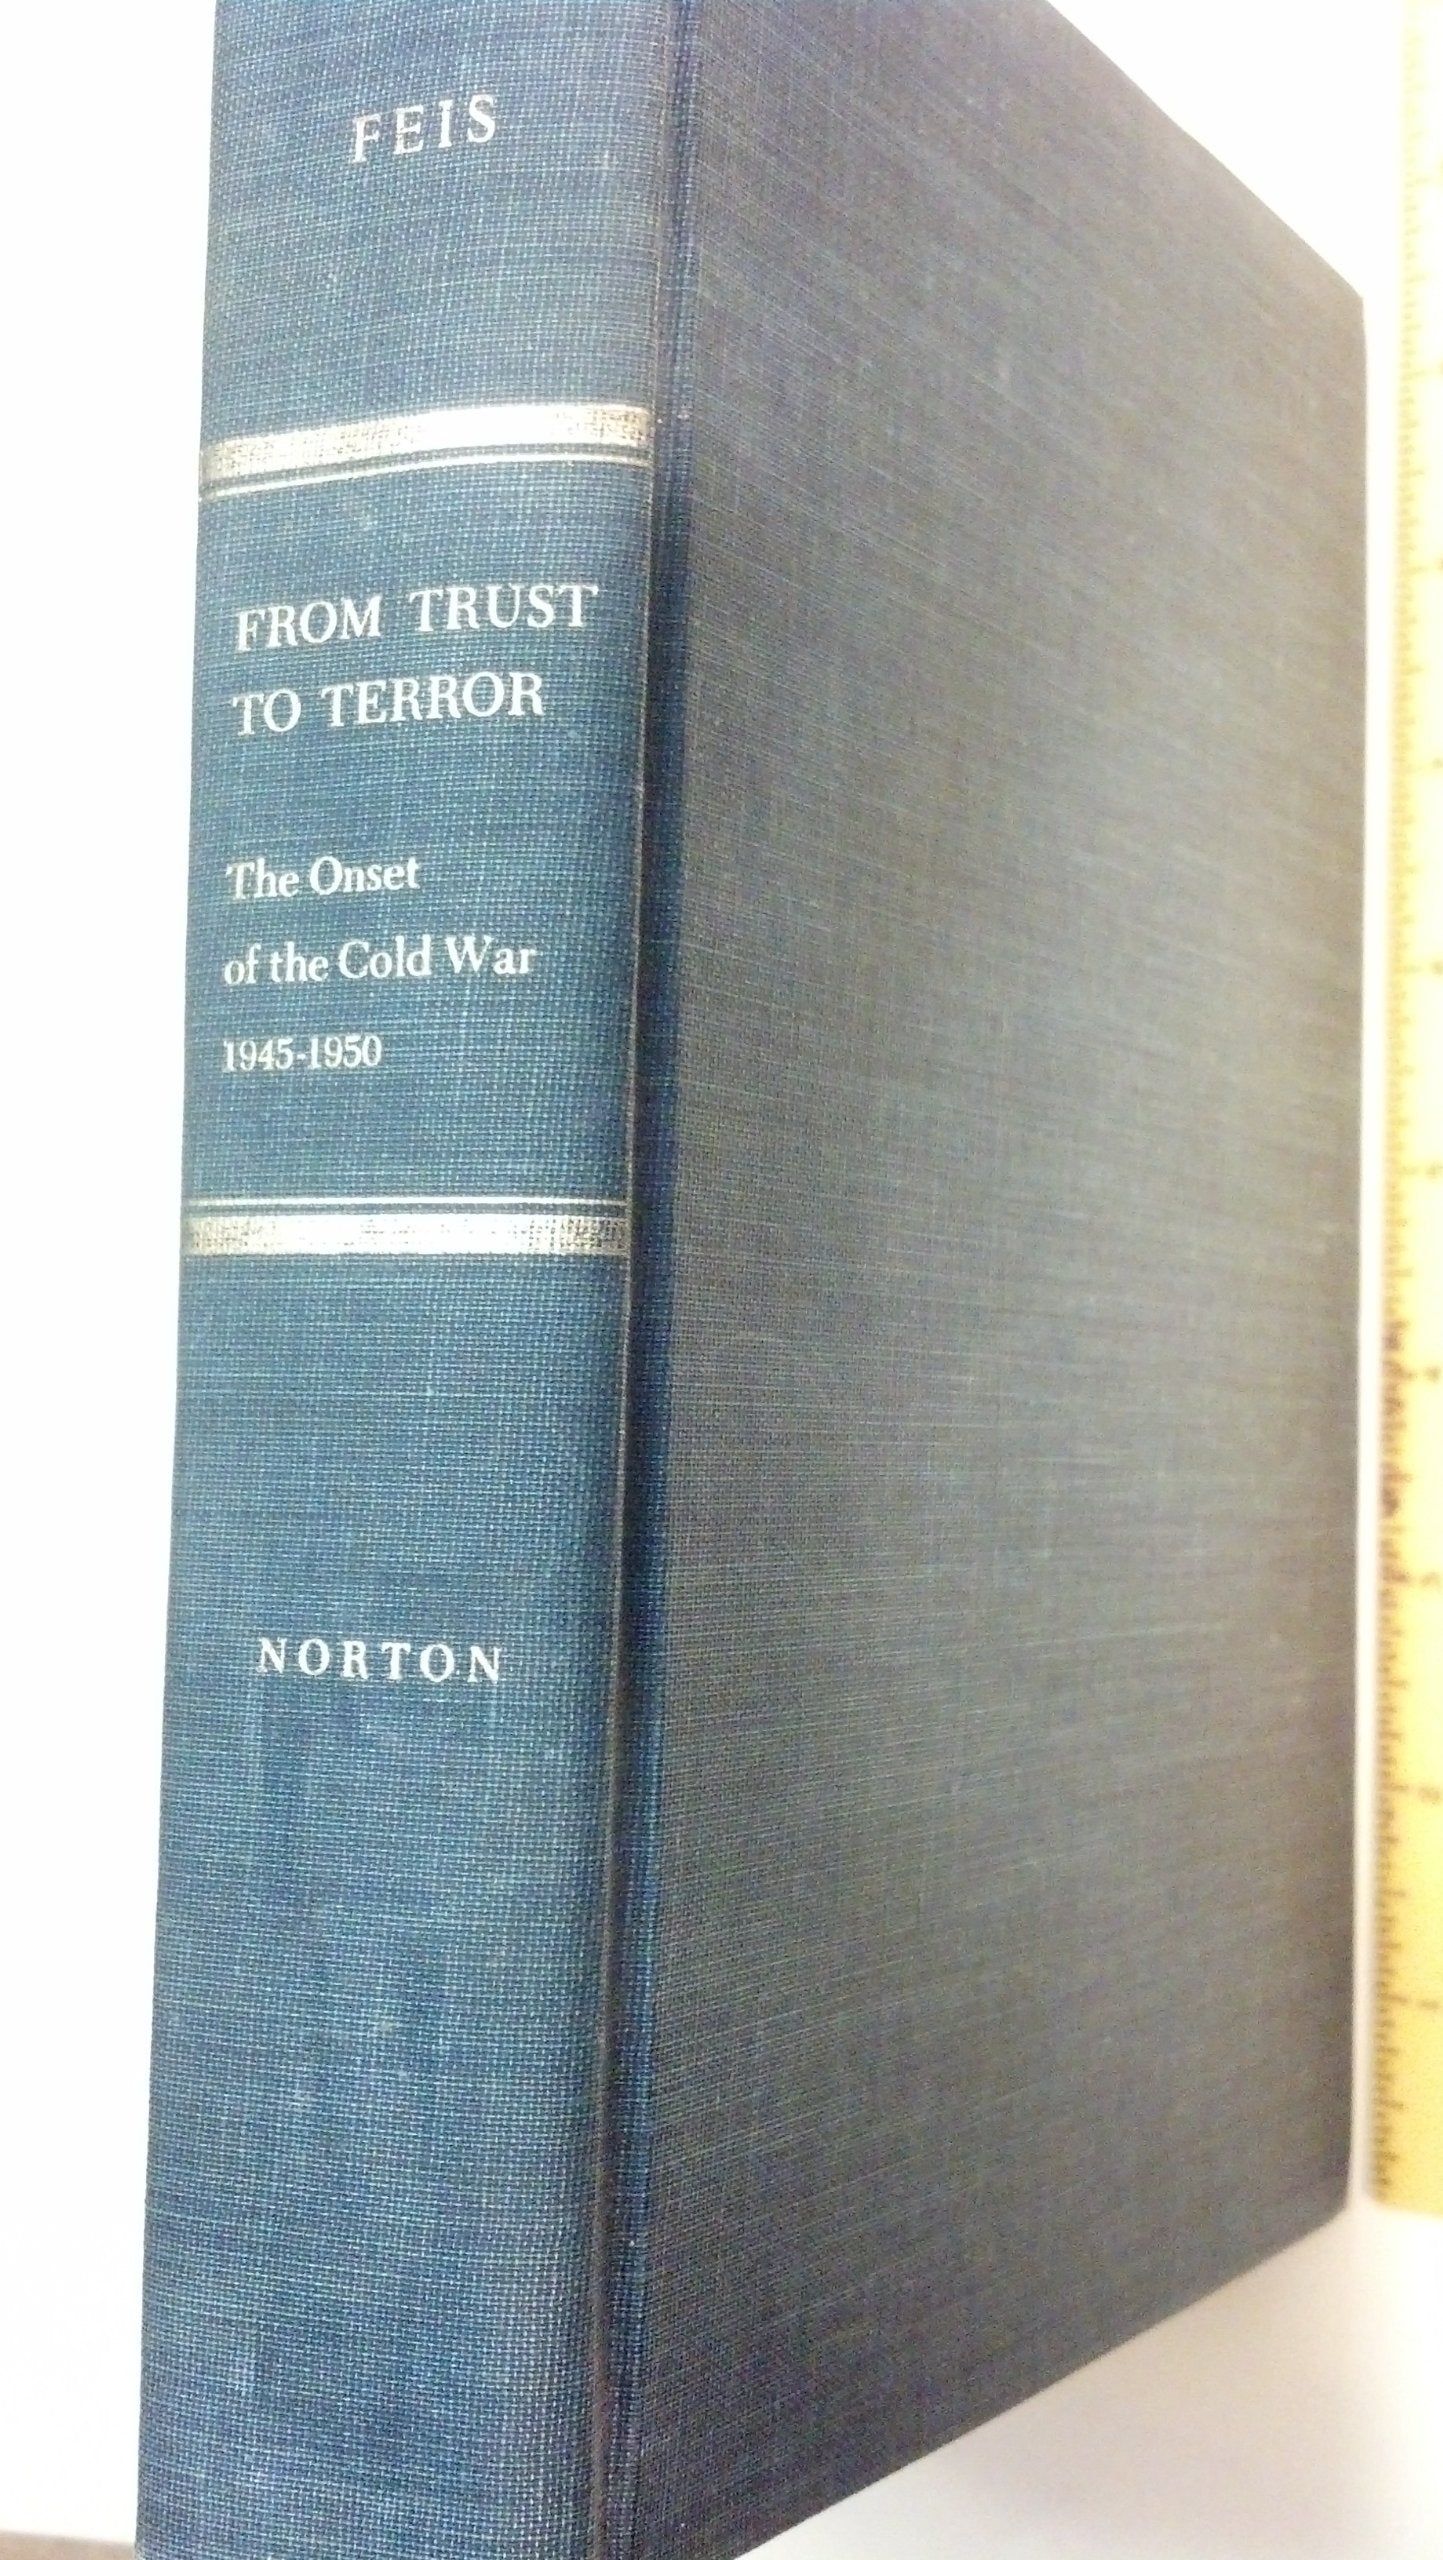 FEIS
FROM TRUST
TO TERROR
The Onset
of the Cold War
1945-1950
NORTON